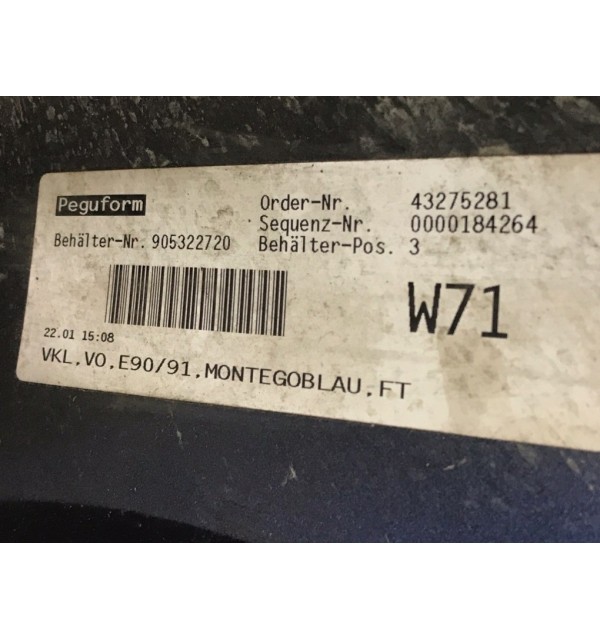 Peguform Order-Nr. 43275281
Sequenz-Nr. 0000184264
Behälter-Nr. 905322720 Behälter-Pos. 3
W71
22.01 15:08
VKL.VO.E90/91.MONTEGOBLAU.FT